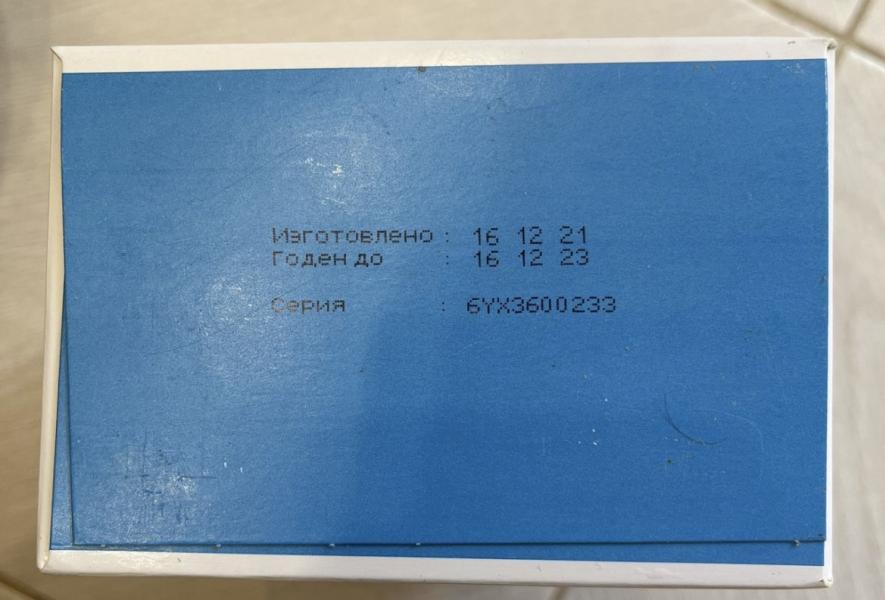 Изготовлено : 16 12 21
Годен до : 16 12 23
Серия : 6YX3600233